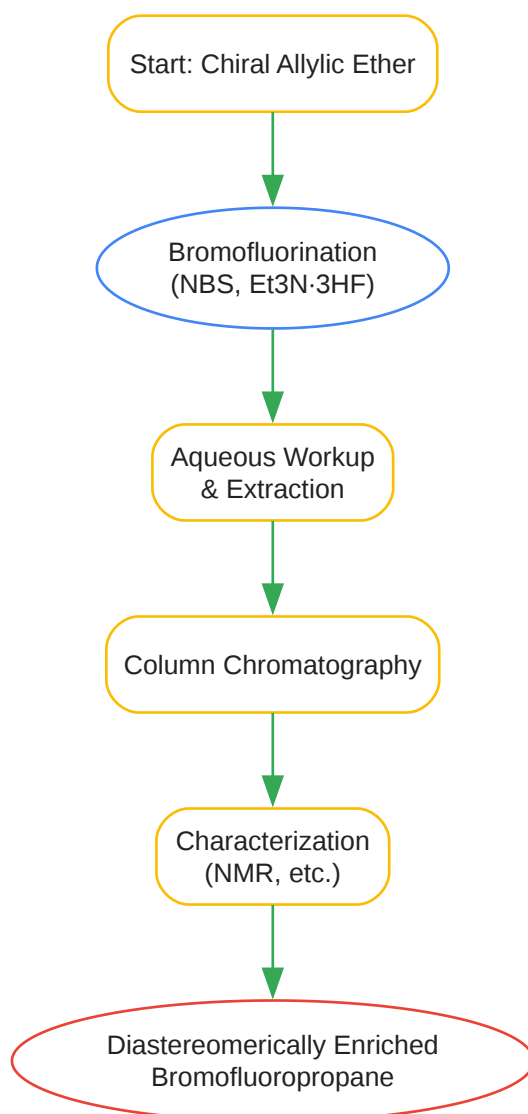 Start: Chiral Allylic Ether
Bromofluorination
(NBS, Et3N·3HF)
Aqueous Workup
& Extraction
Column Chromatography
Characterization
(NMR, etc.)
Diastereomerically Enriched
Bromofluoropropane